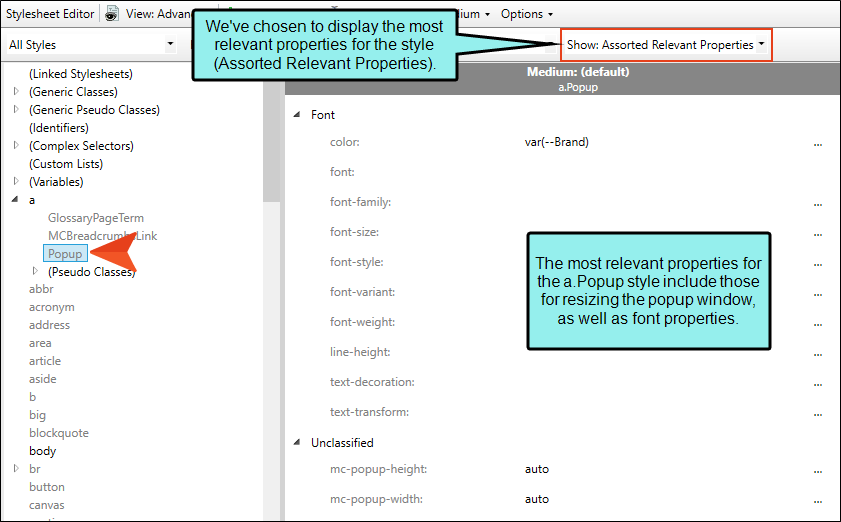 Stylesheet Editor
View: Advan
dium
Options
We've chosen to display the most
relevant properties for the style
(Assorted Relevant Properties).
All Styles
Show: Assorted Relevant Properties
Medium: (default)
a.Popup
(Linked Stylesheets)
(Generic Classes)
(Generic Pseudo Classes)
(Identifiers)
(Complex Selectors)
(Custom Lists)
(Variables)
a
GlossaryPageTerm
MCBreadcrumbsLink
Popup
(Pseudo Classes)
abbr
acronym
address
area
article
aside
b
big
blockquote
body
br
button
canvas
Font
color: var(--Brand) ...
font:
font-family: ...
font-size: ...
font-style: ...
font-variant: ...
font-weight: ...
line-height: ...
text-decoration: ...
text-transform: ...
The most relevant properties for
the a.Popup style include those
for resizing the popup window,
as well as font properties.
Unclassified
mc-popup-height: auto ...
mc-popup-width: auto ...